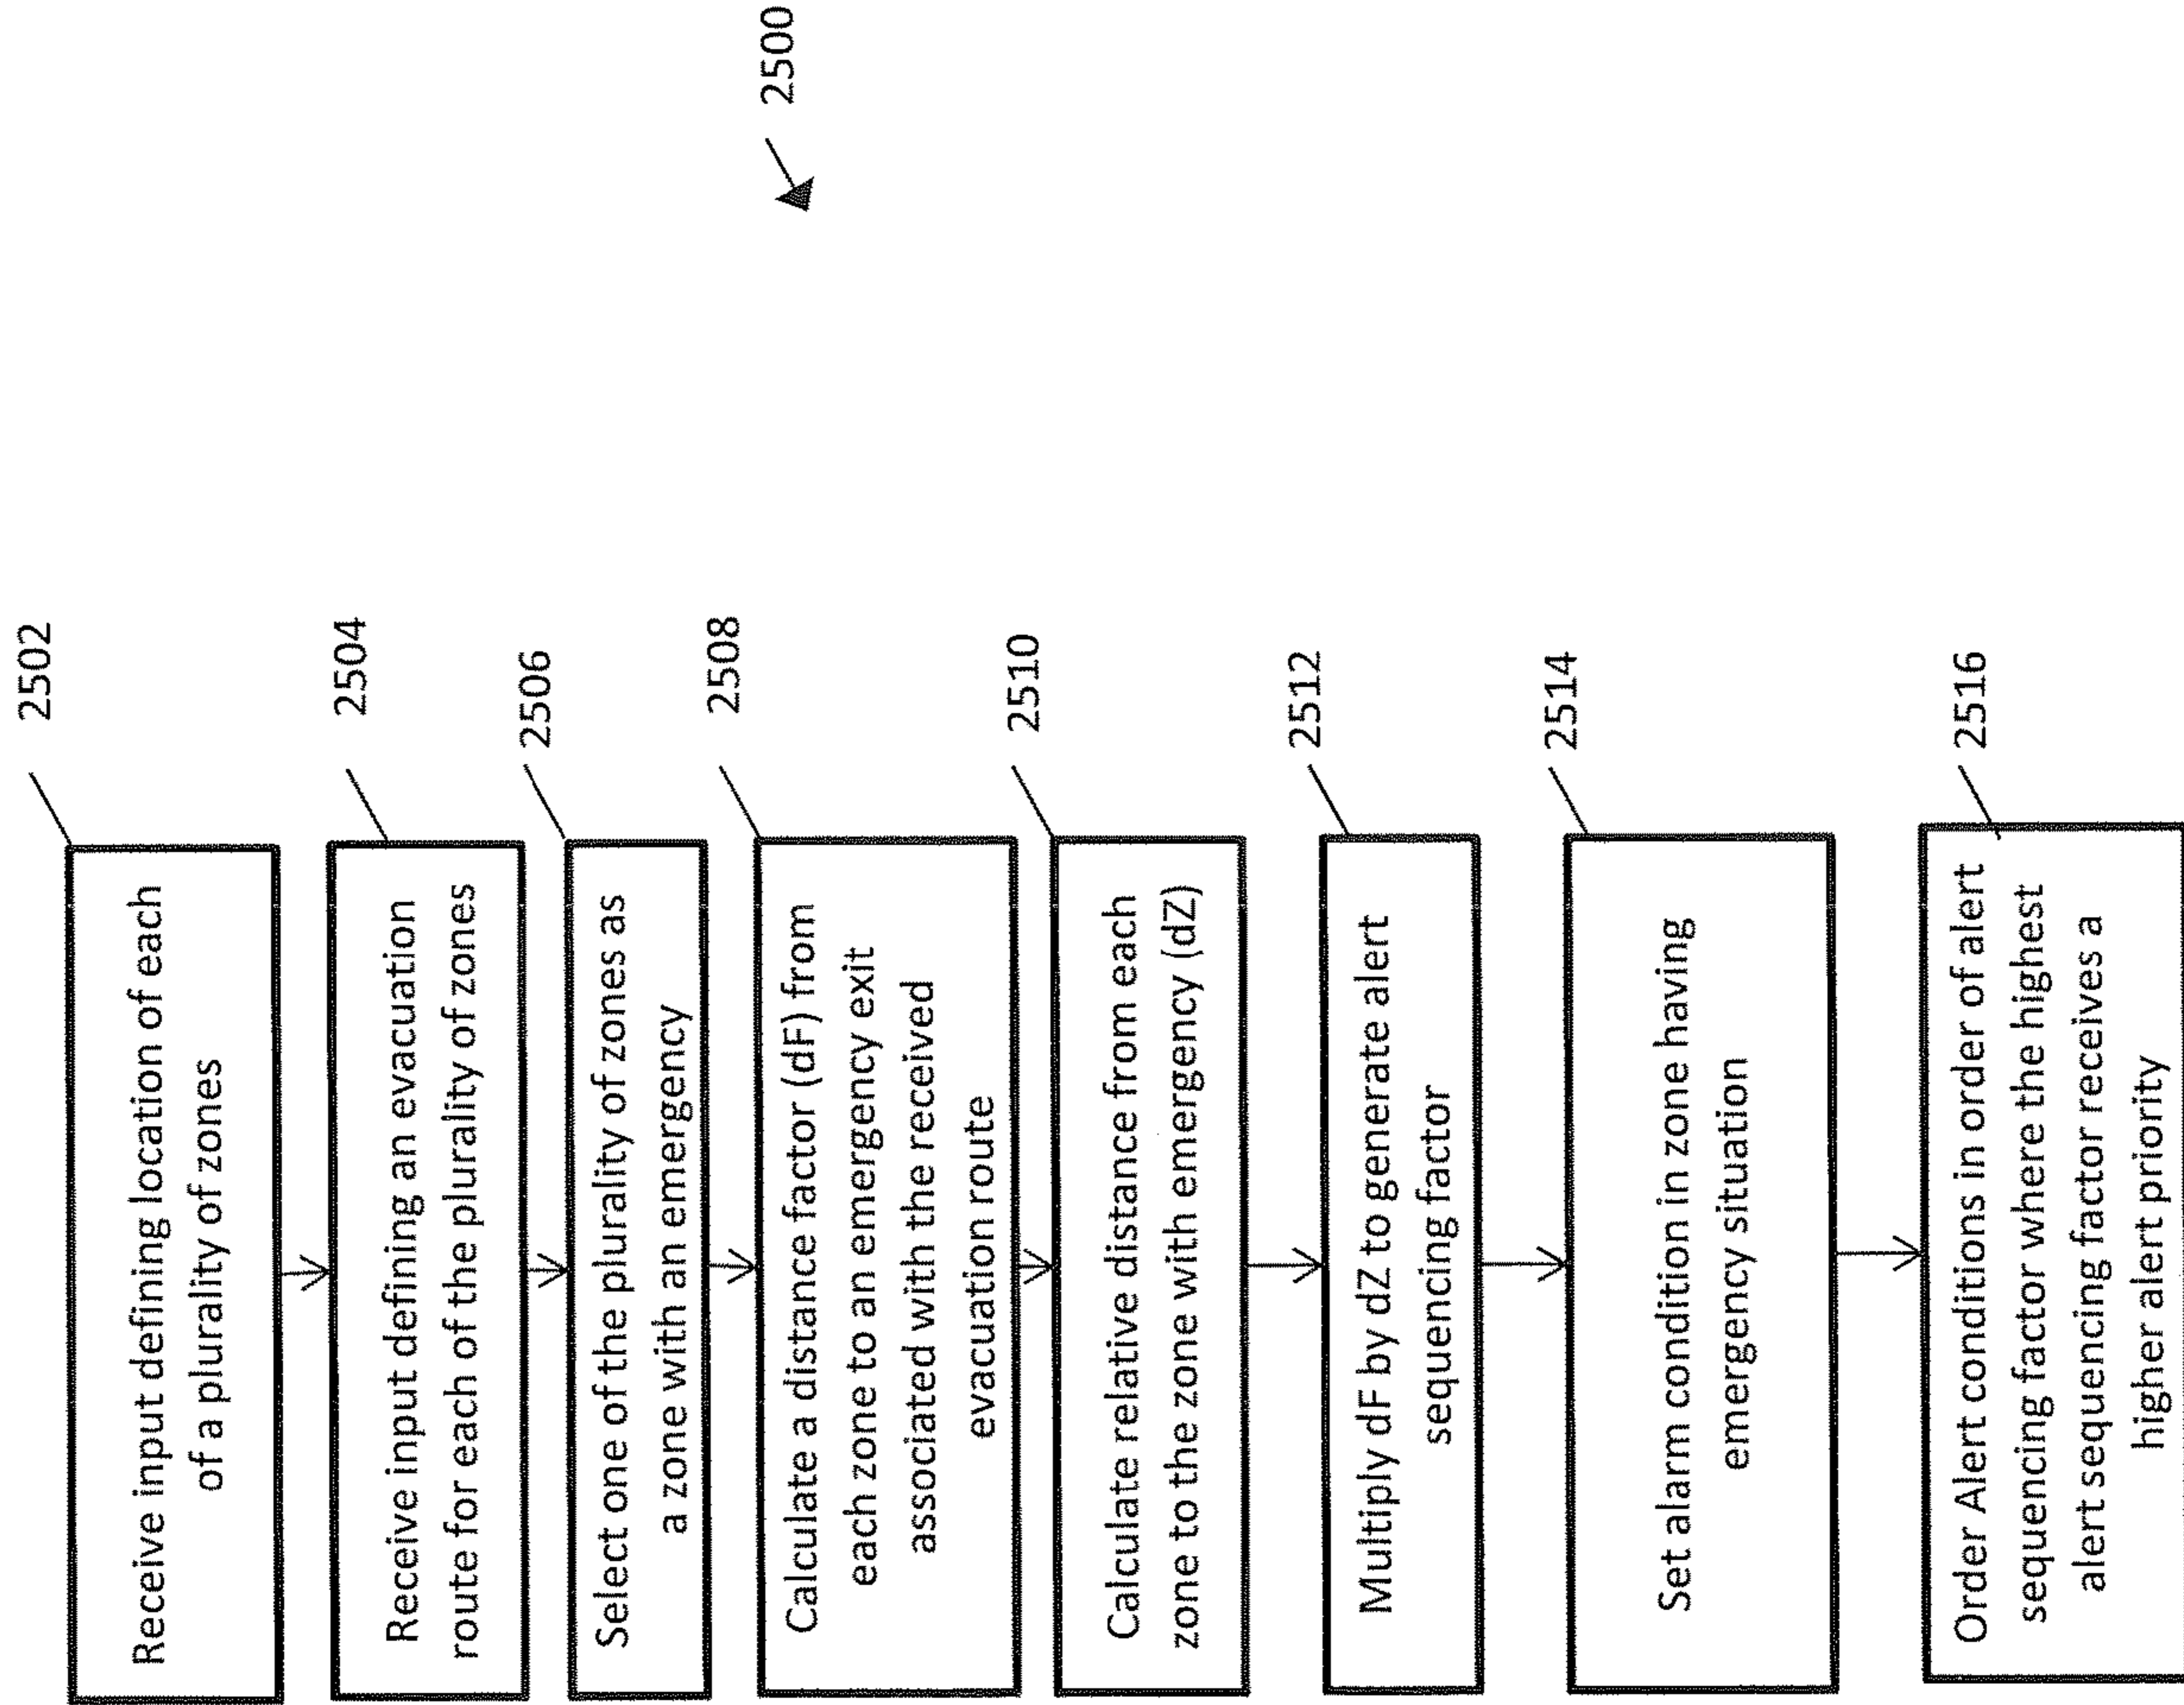 2500
2502
Receive input defining location of each
of a plurality of zones
2504
Receive input defining an evacuation
route for each of the plurality of zones
2506
Select one of the plurality of zones as
a zone with an emergency
2508
Calculate a distance factor (dF) from
each zone to an emergency exit
associated with the received
evacuation route
2510
Calculate relative distance from each
zone to the zone with emergency (dZ)
2512
Multiply dF by dZ to generate alert
sequencing factor
2514
Set alarm condition in zone having
emergency situation
2516
Order Alert conditions in order of alert
sequencing factor where the highest
alert sequencing factor receives a
higher alert priority